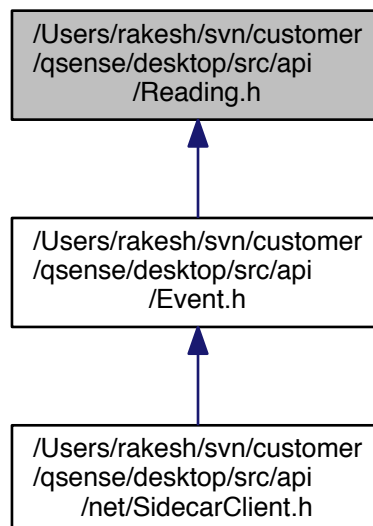 /Users/rakesh/svn/customer
/qsense/desktop/src/api
/Reading.h
/Users/rakesh/svn/customer
/qsense/desktop/src/api
/Event.h
/Users/rakesh/svn/customer
/qsense/desktop/src/api
/net/SidecarClient.h